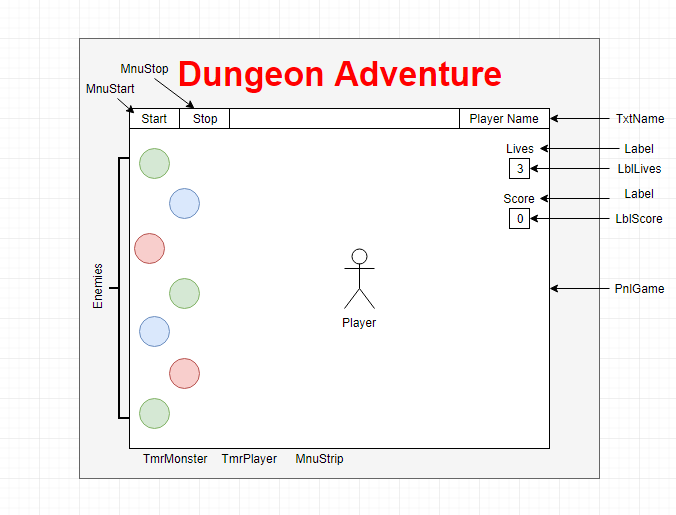 Dungeon Adventure
MnuStop
MnuStart
Start
Stop
Player Name
TxtName
Lives
Label
3
LblLives
Score
Label
0
LblScore
Enemies
PnlGame
Player
TmrMonster
TmrPlayer
MnuStrip